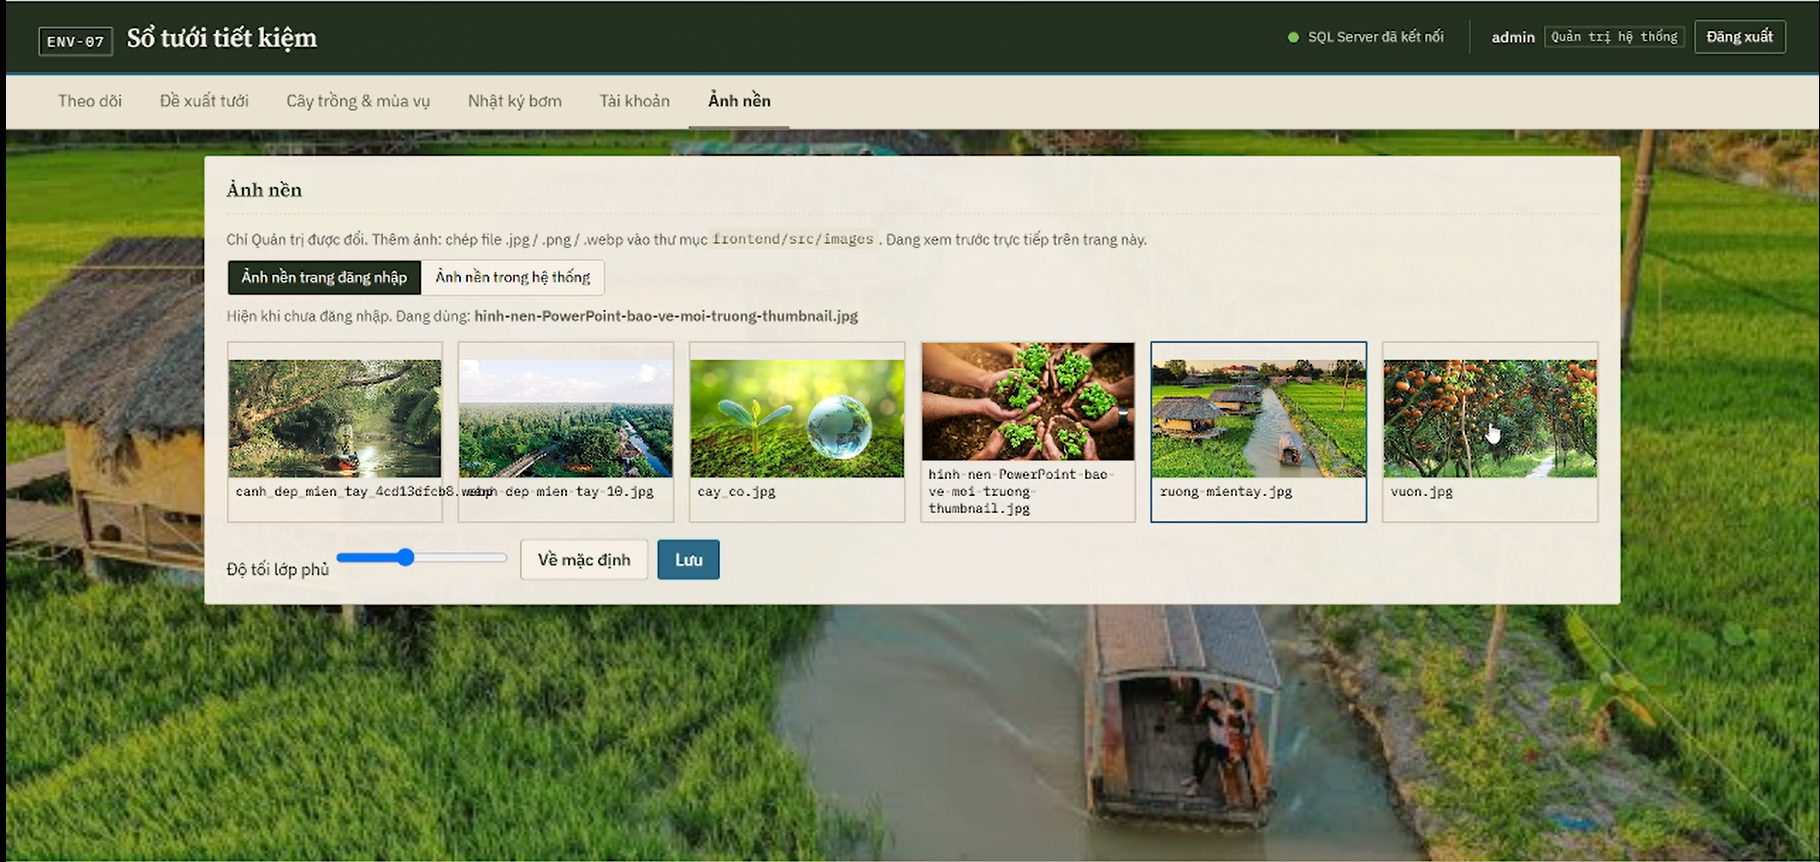 ENV-07 Sổ tưới tiết kiệm
SQL Server đã kết nối
admin Quản trị hệ thống Đăng xuất
Theo dõi Đề xuất tưới Cây trồng & mùa vụ Nhật ký bơm Tài khoản Ảnh nền
Ảnh nền
Chỉ Quản trị được đổi. Thêm ảnh: chép file .jpg / .png / .webp vào thư mục frontend/src/images . Đang xem trước trực tiếp trên trang này.
Ảnh nền trang đăng nhập Ảnh nền trong hệ thống
Hiện khi chưa đăng nhập. Đang dùng: hinh-nen-PowerPoint-bao-ve-moi-truong-thumbnail.jpg
canh_dep_mien_tay_4cd13dfcb8.webp
canh-dep-mien-tay-10.jpg
cay_co.jpg
hinh-nen-PowerPoint-bao-
ve-moi-truong-
thumbnail.jpg
ruong-mientay.jpg
vuon.jpg
Độ tối lớp phủ Về mặc định Lưu